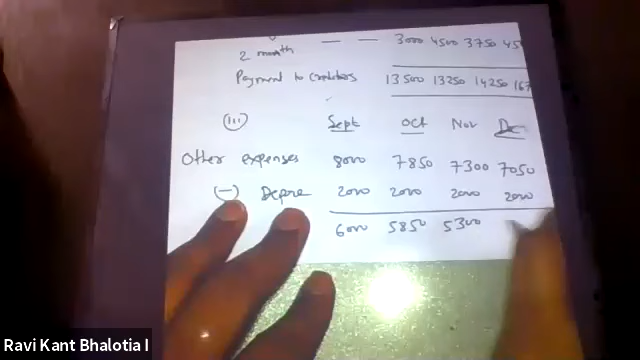 3000 4500 3750 45
2 month — —
Payment to creditors 13500 13250 14250 167
(iii) Sept Oct Nov Dec
Other expenses 8000 7850 7300 7050
(-) Depre 2000 2000 2000 2000
6000 5850 5300
Ravi Kant Bhalotia I